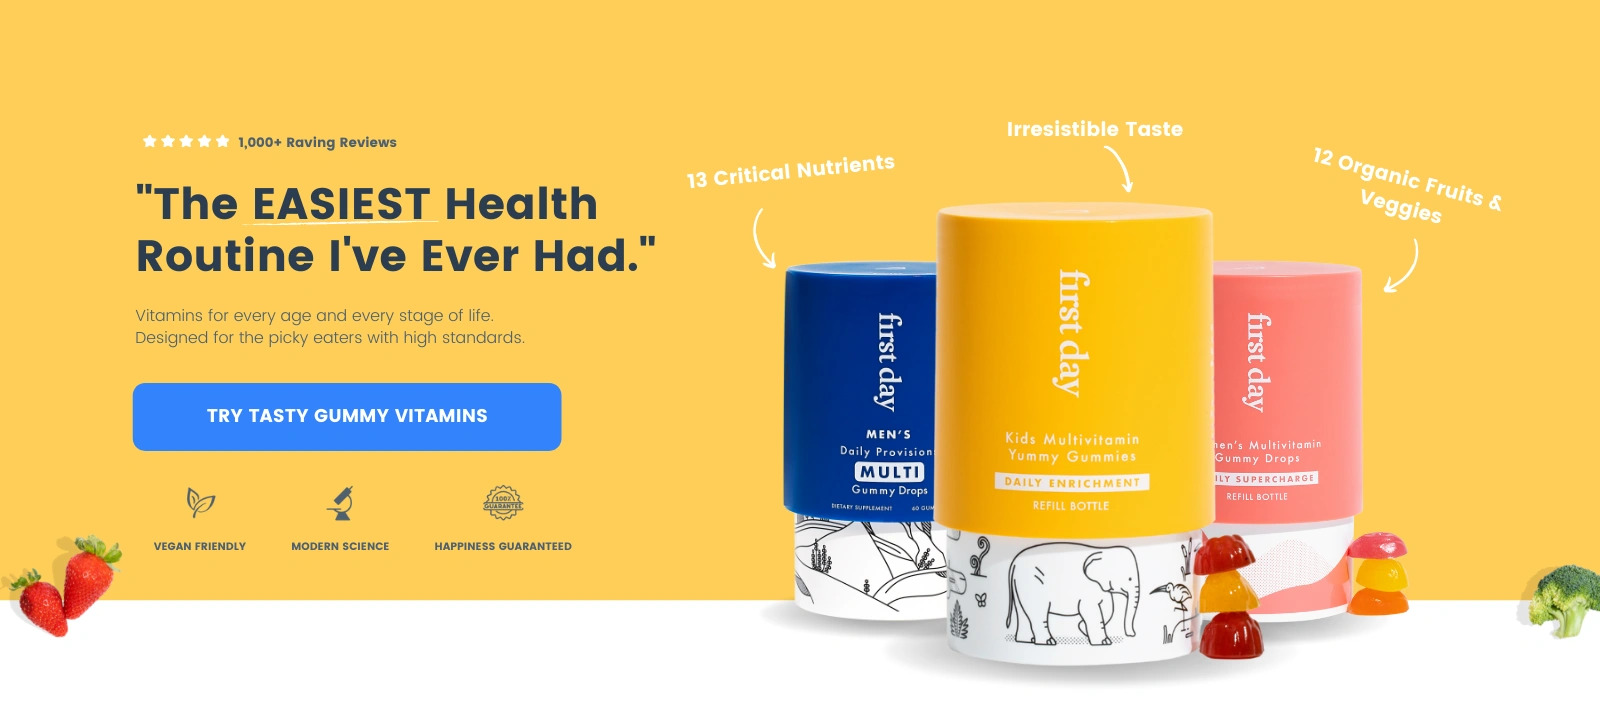 1,000+ Raving Reviews
"The EASIEST Health
Routine I've Ever Had."
Vitamins for every age and every stage of life.
Designed for the picky eaters with high standards.
TRY TASTY GUMMY VITAMINS
VEGAN FRIENDLY
MODERN SCIENCE
100%
GUARANTEE
HAPPINESS GUARANTEED
13 Critical Nutrients
Irresistible Taste
12 Organic Fruits &
Veggies
first day
MEN'S
Daily Provision
MULTI
Gummy Drops
DIETARY SUPPLEMENT 60 GUM
first day
Kids Multivitamin
Yummy Gummies
DAILY ENRICHMENT
REFILL BOTTLE
first day
men's Multivitamin
Gummy Drops
ILY SUPERCHARGE
REFILL BOTTLE